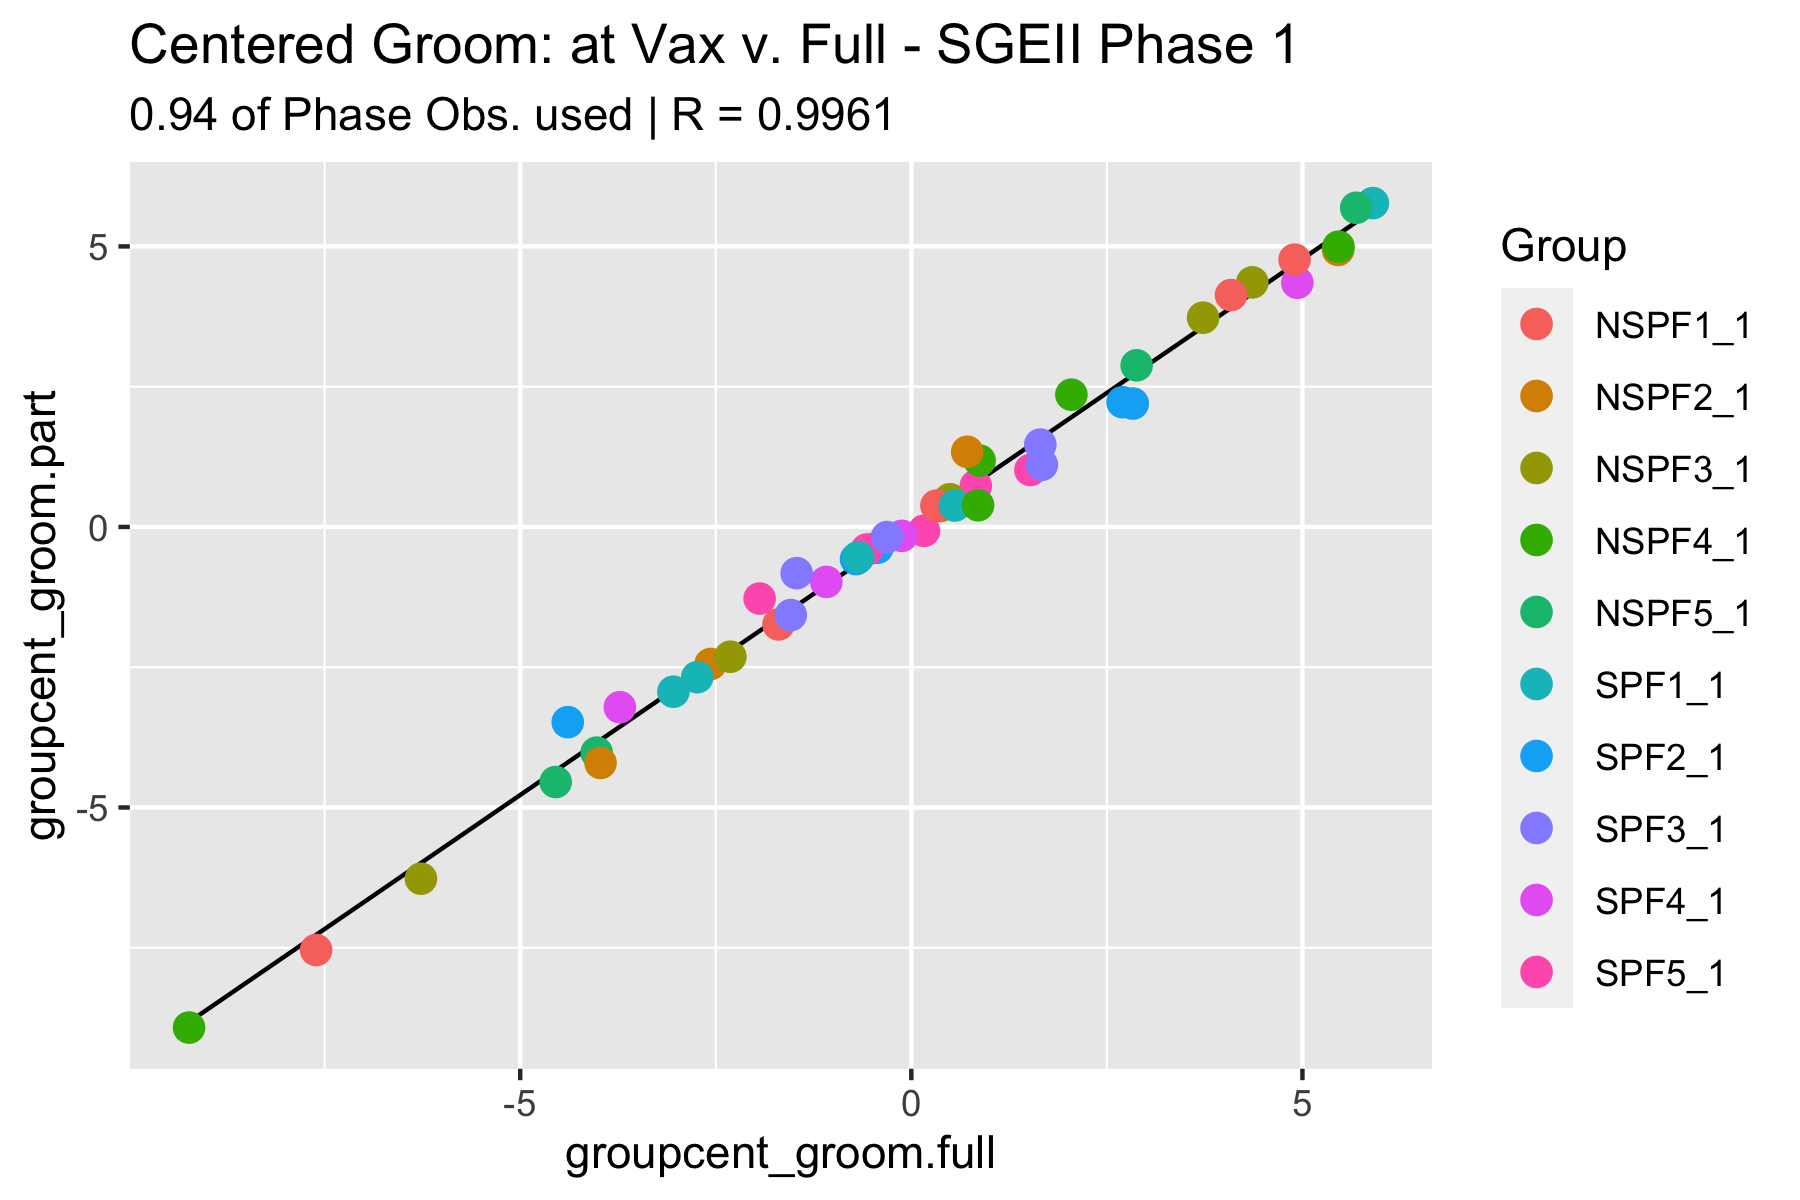 Centered Groom: at Vax v. Full - SGEII Phase 1
0.94 of Phase Obs. used | R = 0.9961
groupcent_groom.part
5
0
-5
-5
0
5
groupcent_groom.full
Group
NSPF1_1
NSPF2_1
NSPF3_1
NSPF4_1
NSPF5_1
SPF1_1
SPF2_1
SPF3_1
SPF4_1
SPF5_1